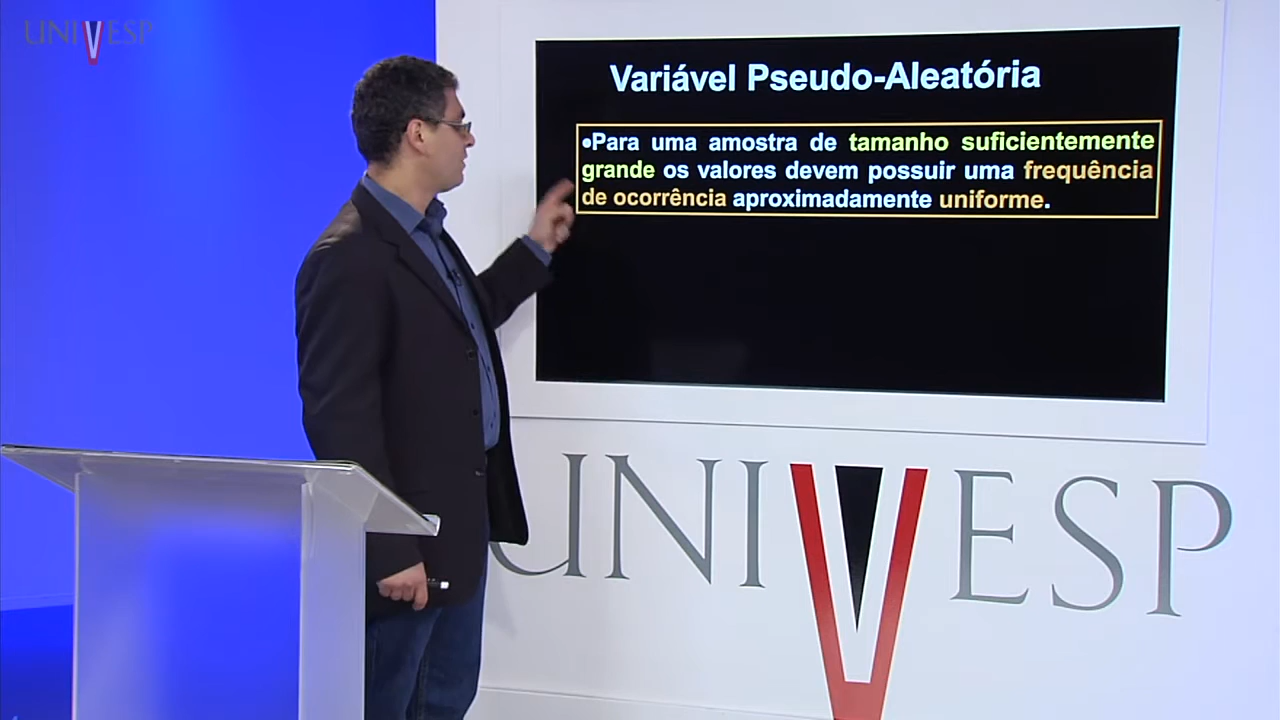 UNIVESP
Variável Pseudo-Aleatória
•Para uma amostra de tamanho suficientemente
grande os valores devem possuir uma frequência
de ocorrência aproximadamente uniforme.
UNIVESP